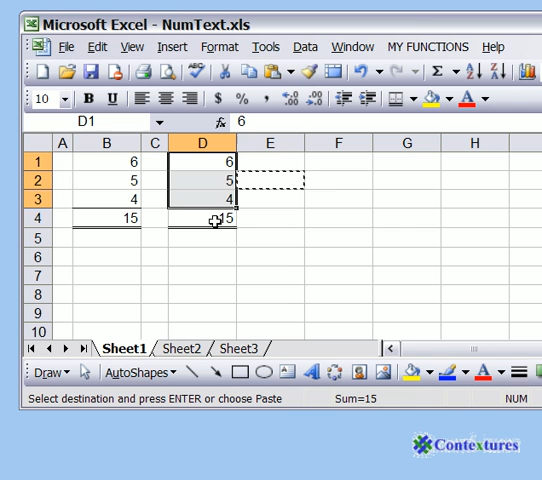 Microsoft Excel - NumText.xls
File Edit View Insert Format Tools Data Window MY FUNCTIONS Help
10 B U $ %
D1 fx 6
A B C D E F G H
1 6 6
2 5 5
3 4 4
4 15 15
5
6
7
8
9
10
Sheet1 Sheet2 Sheet3
Draw AutoShapes
Select destination and press ENTER or choose Paste Sum=15 NUM
Contextures